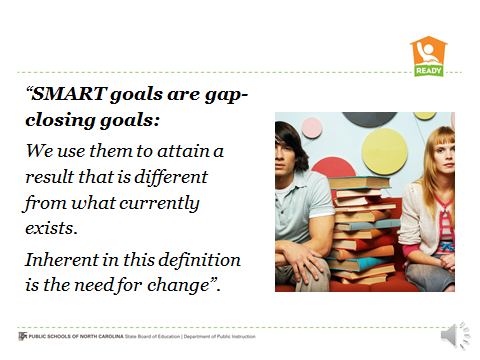 READY
“SMART goals are gap-
closing goals:
We use them to attain a
result that is different
from what currently
exists.
Inherent in this definition
is the need for change”.
PUBLIC SCHOOLS OF NORTH CAROLINA State Board of Education | Department of Public Instruction